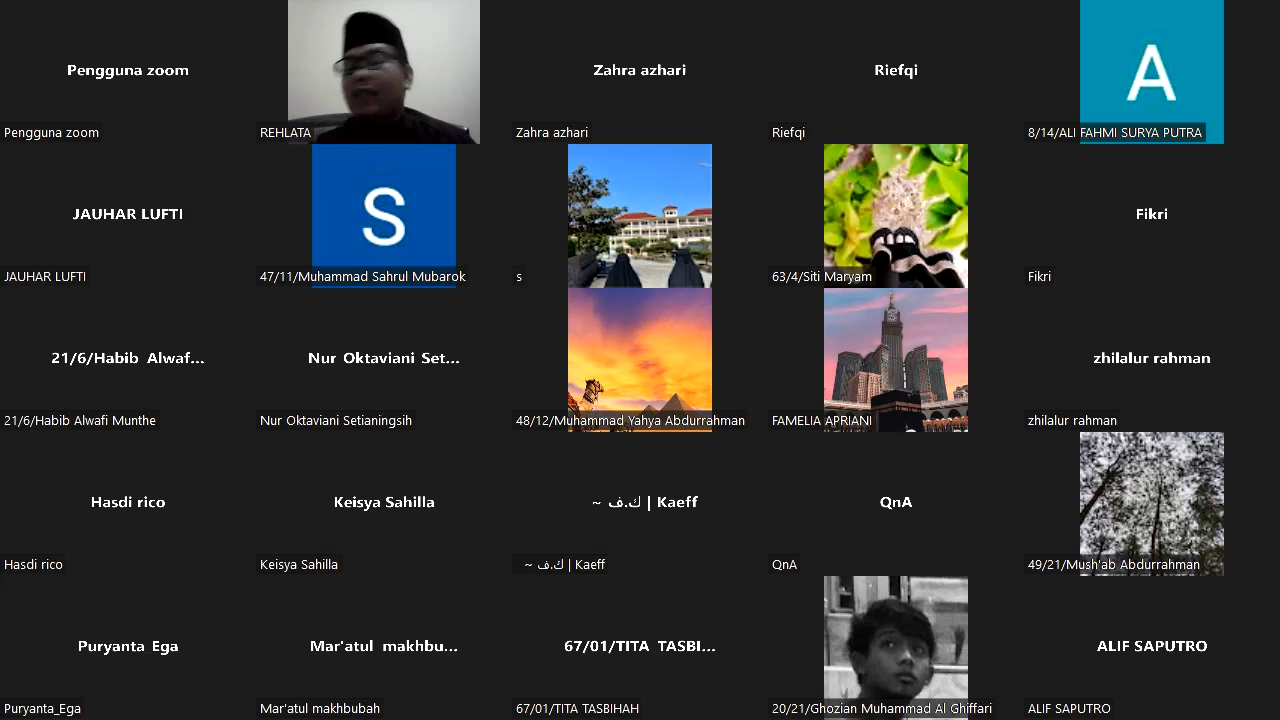 Pengguna zoom
Pengguna zoom
REHLATA
Zahra azhari
Zahra azhari
Riefqi
Riefqi
A
8/14/ALI FAHMI SURYA PUTRA
JAUHAR LUFTI
JAUHAR LUFTI
S
47/11/Muhammad Sahrul Mubarok
s
63/4/Siti Maryam
Fikri
Fikri
21/6/Habib Alwaf...
21/6/Habib Alwafi Munthe
Nur Oktaviani Set...
Nur Oktaviani Setianingsih
48/12/Muhammad Yahya Abdurrahman
FAMELIA APRIANI
zhilalur rahman
zhilalur rahman
Hasdi rico
Hasdi rico
Keisya Sahilla
Keisya Sahilla
~ ك.ف | Kaeff
~ ك.ف | Kaeff
QnA
QnA
49/21/Mush'ab Abdurrahman
Puryanta Ega
Puryanta_Ega
Mar'atul makhbu...
Mar'atul makhbubah
67/01/TITA TASBI...
67/01/TITA TASBIHAH
20/21/Ghozian Muhammad Al Ghiffari
ALIF SAPUTRO
ALIF SAPUTRO